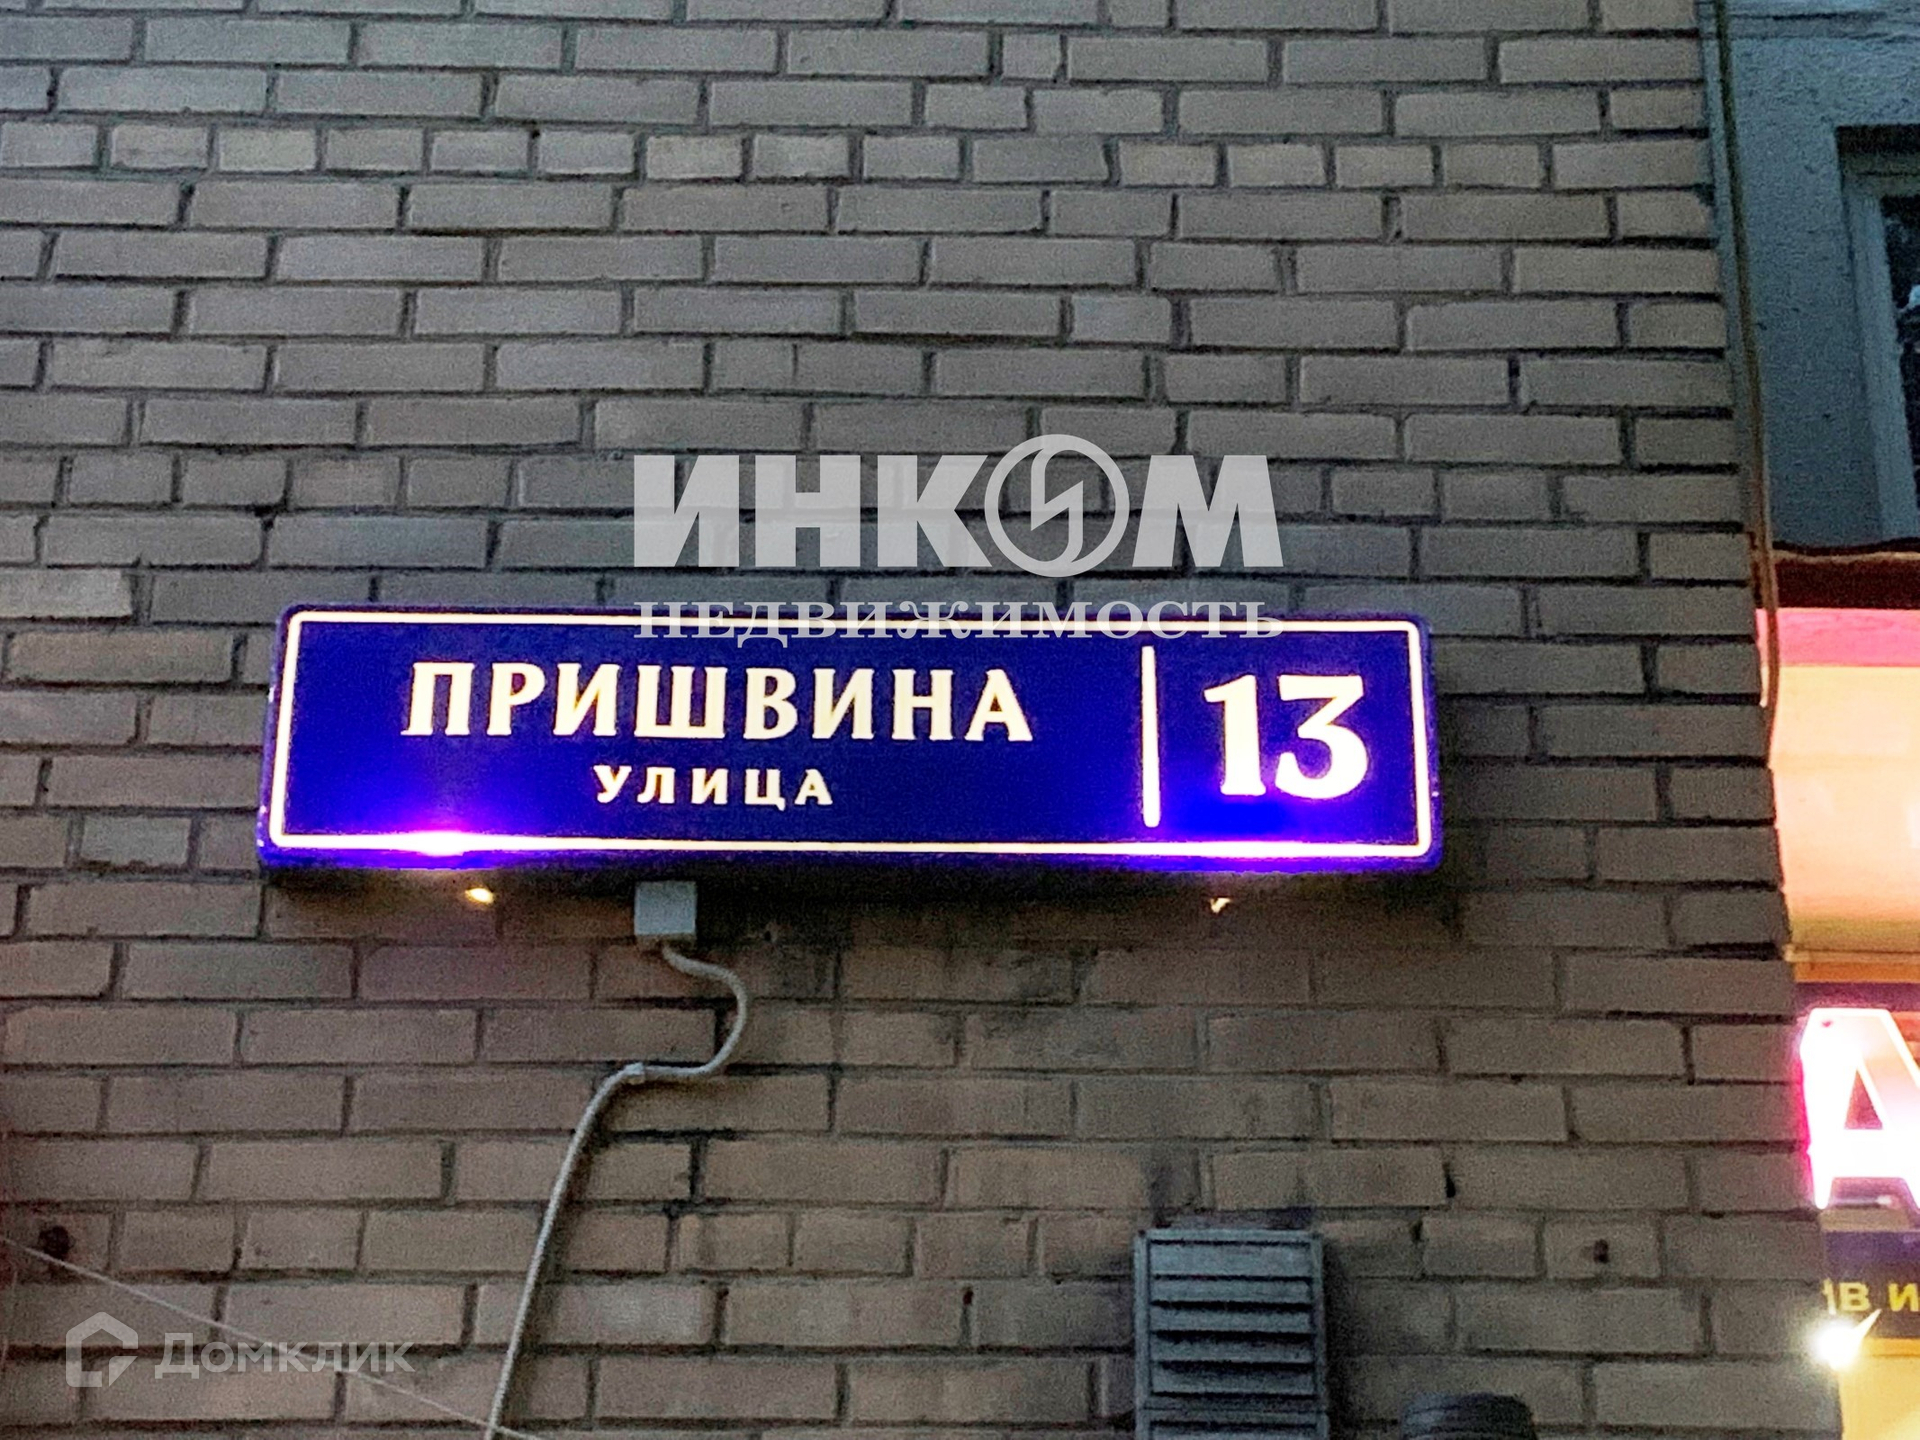 ИНКОМ
НЕДВИЖИМОСТЬ
ПРИШВИНА
УЛИЦА
13
А
Домклик